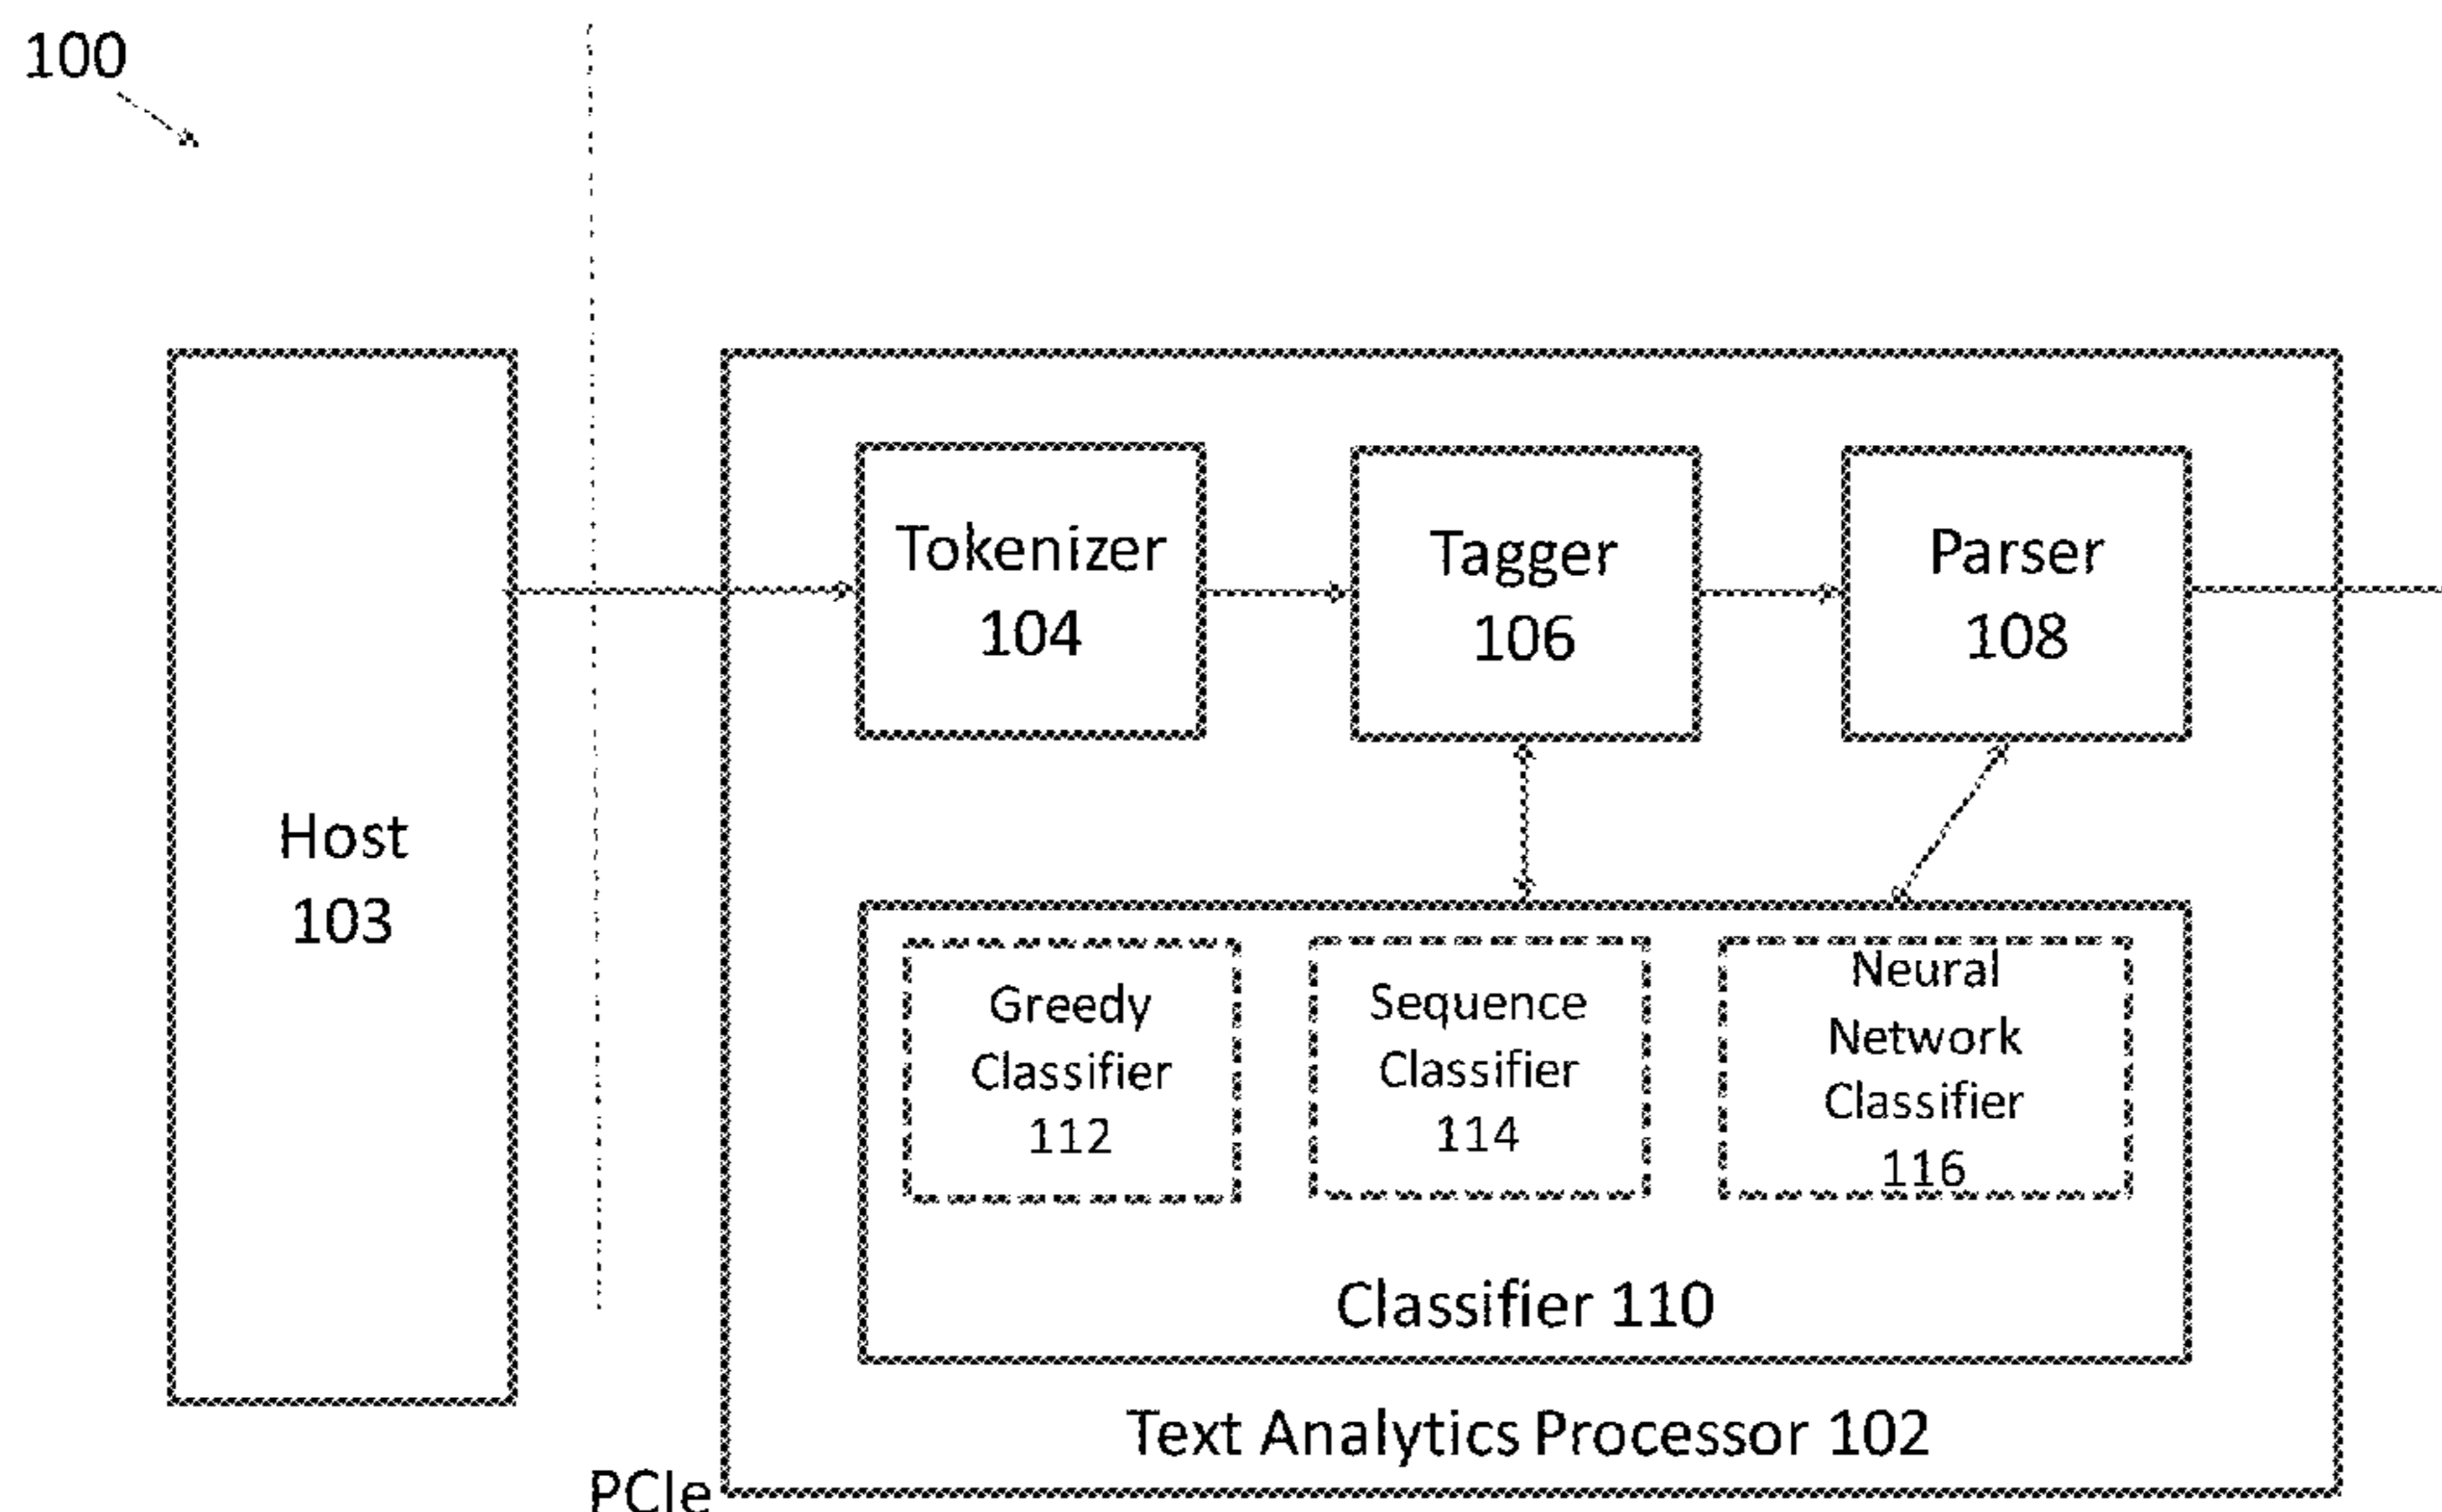 100
Host
103
Tokenizer
104
Tagger
106
Parser
108
Greedy
Classifier
112
Sequence
Classifier
114
Neural
Network
Classifier
116
Classifier 110
Text Analytics Processor 102
PCIe